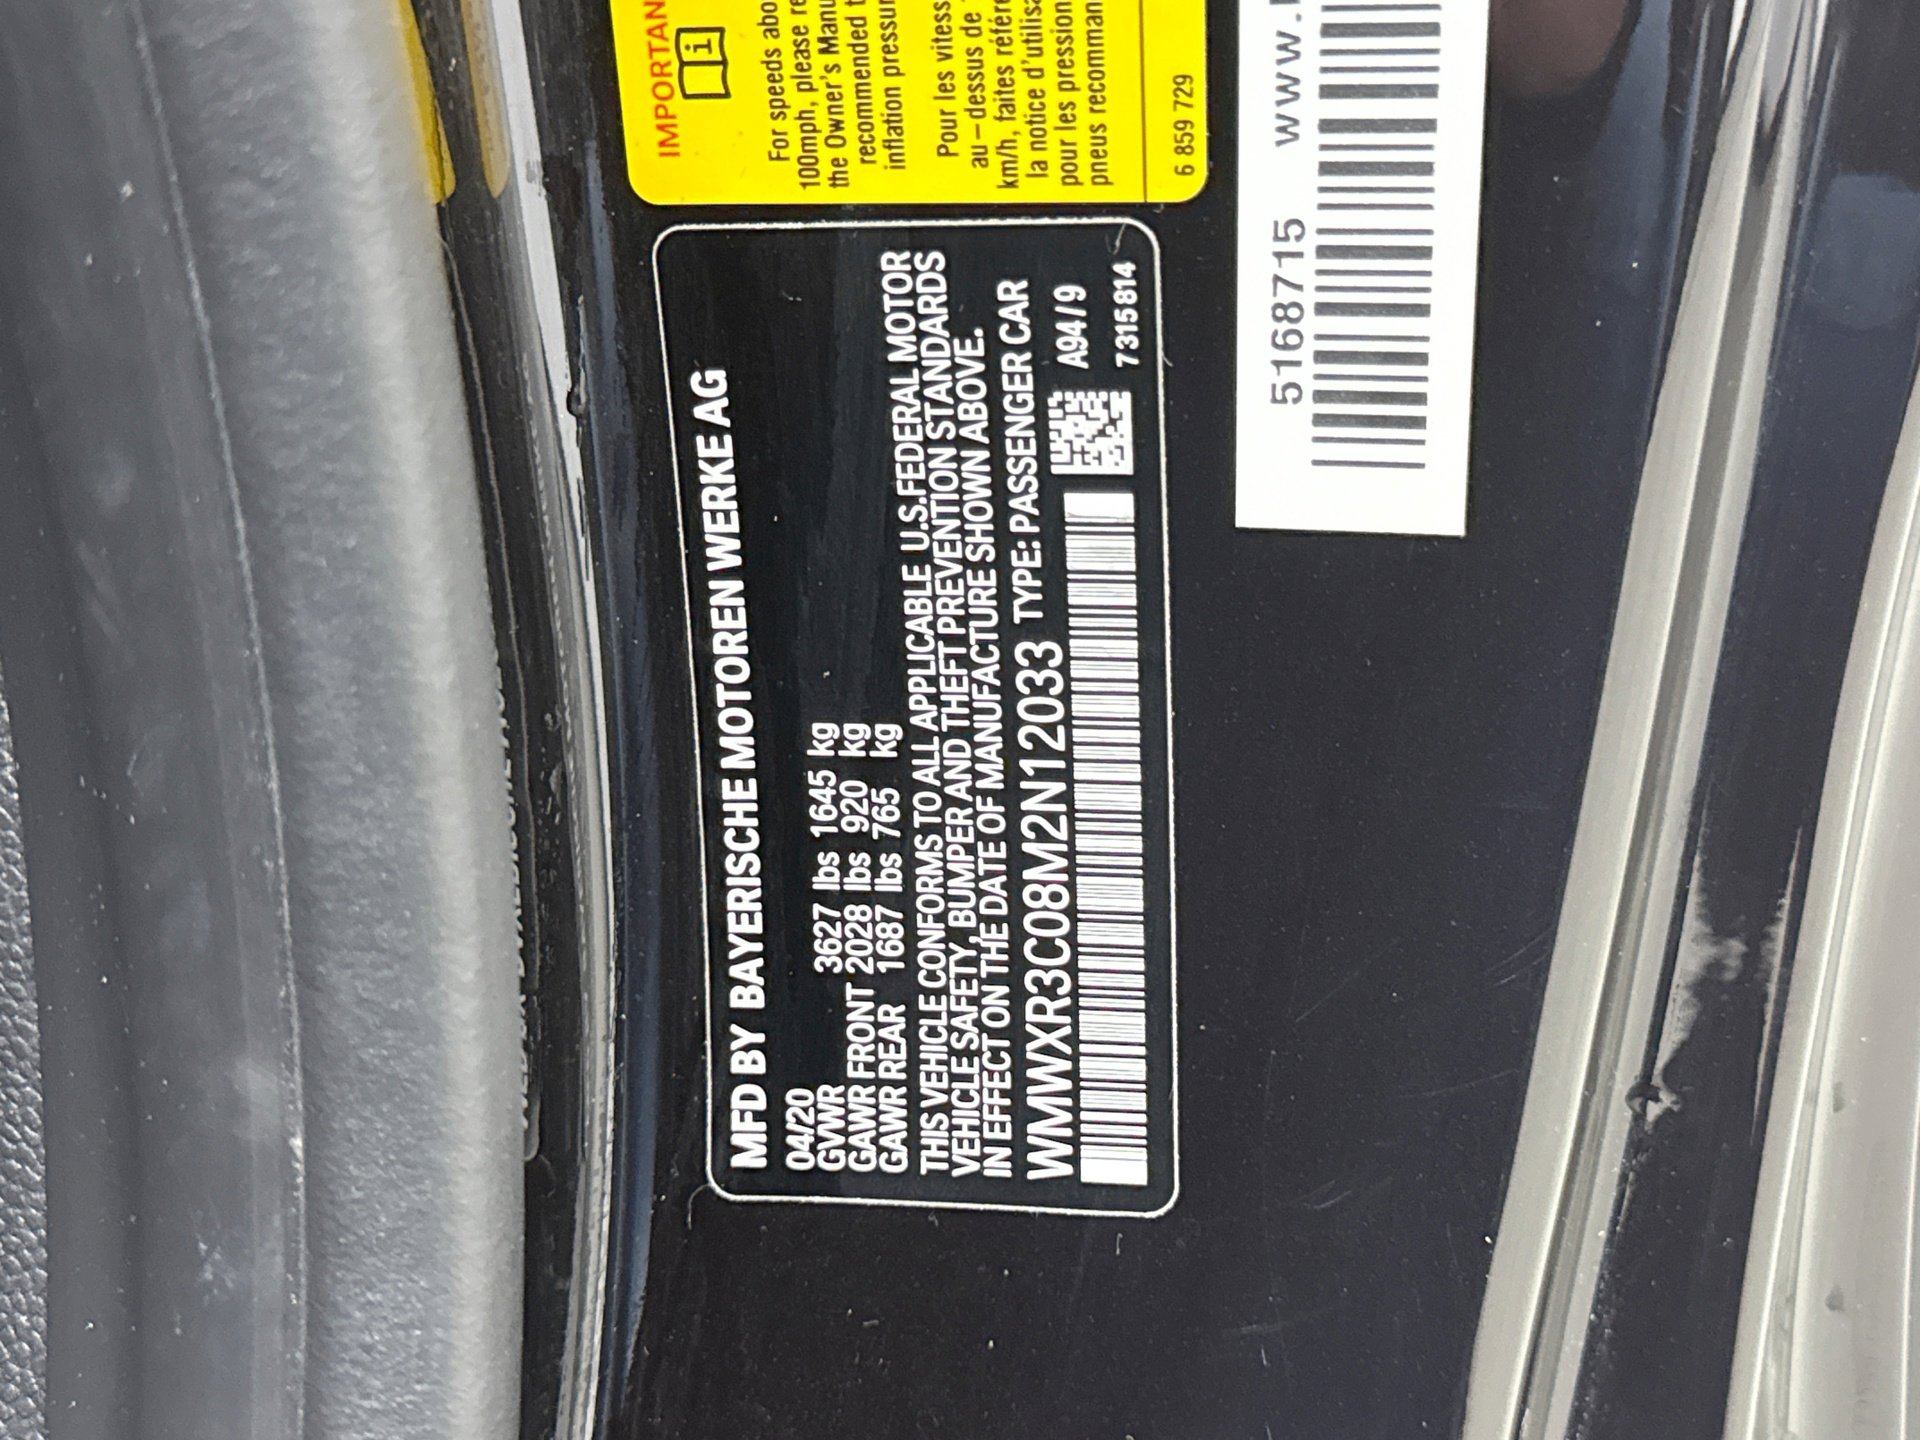 MFD BY BAYERISCHE MOTOREN WERKE AG
04/20
GVWR 3627 lbs 1645 kg
GAWR FRONT 2028 lbs 920 kg
GAWR REAR 1687 lbs 765 kg
THIS VEHICLE CONFORMS TO ALL APPLICABLE U.S.FEDERAL MOTOR
VEHICLE SAFETY, BUMPER AND THEFT PREVENTION STANDARDS
IN EFFECT ON THE DATE OF MANUFACTURE SHOWN ABOVE.
WMWXR3C08M2N12033 TYPE: PASSENGER CAR
A94/9
7315814
IMPORTAN
i
For speeds abo
100mph, please re
the Owner's Manu
recommended t
inflation pressur
Pour les vitess
au-dessus de
km/h, faites référe
la notice d'utilisa
pour les pression
pneus recomman
6 859 729
5168715 www.